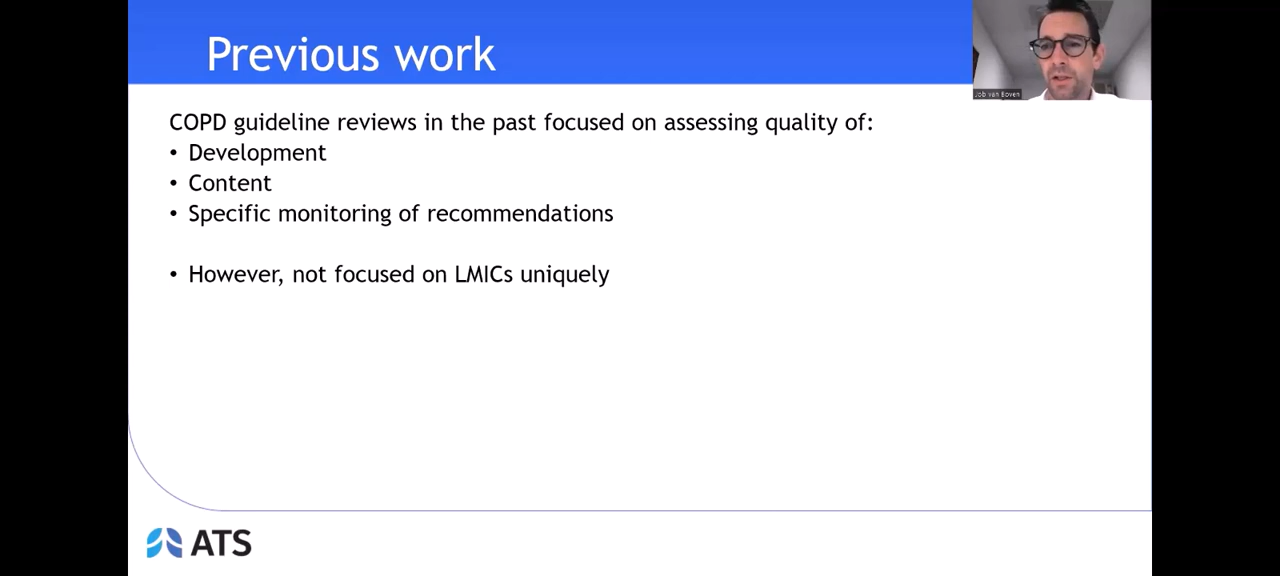 Previous work
Job van Boven
COPD guideline reviews in the past focused on assessing quality of:
• Development
• Content
• Specific monitoring of recommendations
• However, not focused on LMICs uniquely
ATS